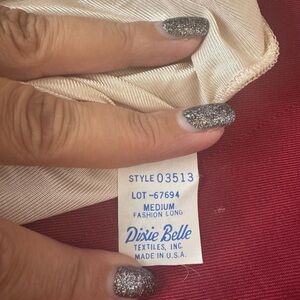 STYLE 03513
LOT-67694
MEDIUM
FASHION LONG
Dixie Belle
TEXTILES, INC.
MADE IN U.S.A.